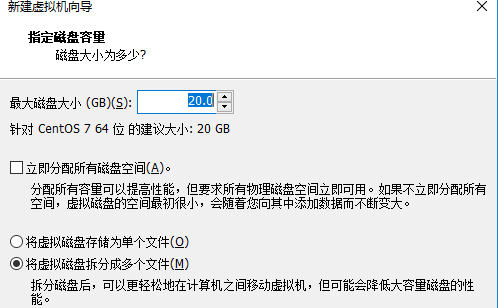 新建虚拟机向导
指定磁盘容量
磁盘大小为多少?
最大磁盘大小 (GB)(S): 20.0
针对 CentOS 7 64 位 的建议大小: 20 GB
立即分配所有磁盘空间(A)。
分配所有容量可以提高性能，但要求所有物理磁盘空间立即可用。如果不立即分配所有
空间，虚拟磁盘的空间最初很小，会随着您向其中添加数据而不断变大。
将虚拟磁盘存储为单个文件(O)
将虚拟磁盘拆分成多个文件(M)
拆分磁盘后，可以更轻松地在计算机之间移动虚拟机，但可能会降低大容量磁盘的性
能。